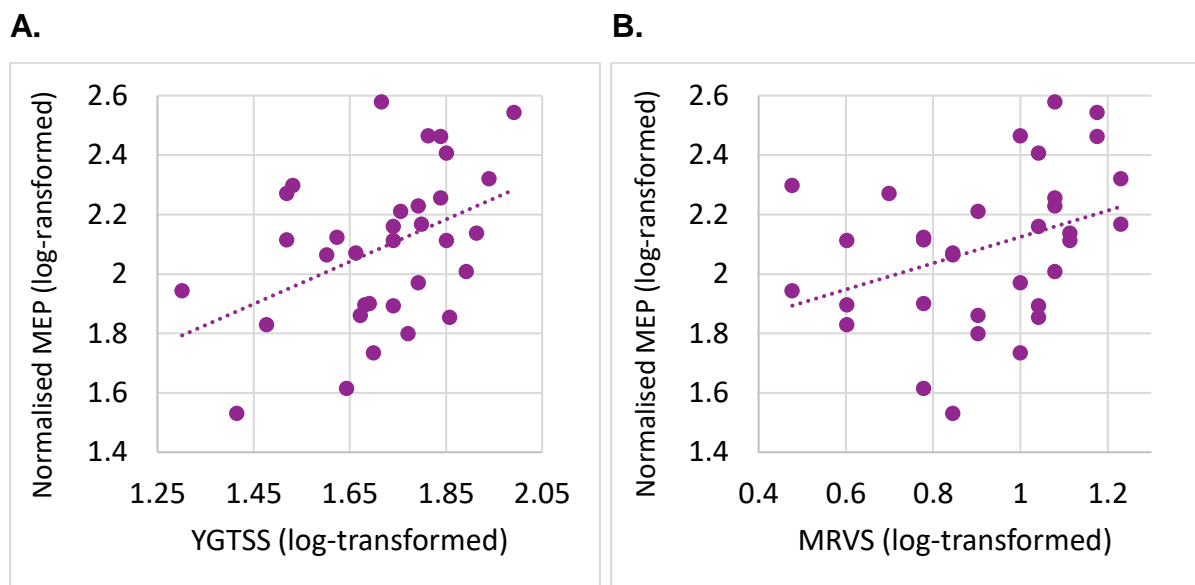 A.
B.
Normalised MEP (log-ransformed)
2.6
2.4
2.2
2
1.8
1.6
1.4
1.25 1.45 1.65 1.85 2.05
YGTSS (log-transformed)
Normalised MEP (log-ransformed)
2.6
2.4
2.2
2
1.8
1.6
1.4
0.4 0.6 0.8 1 1.2
MRVS (log-transformed)